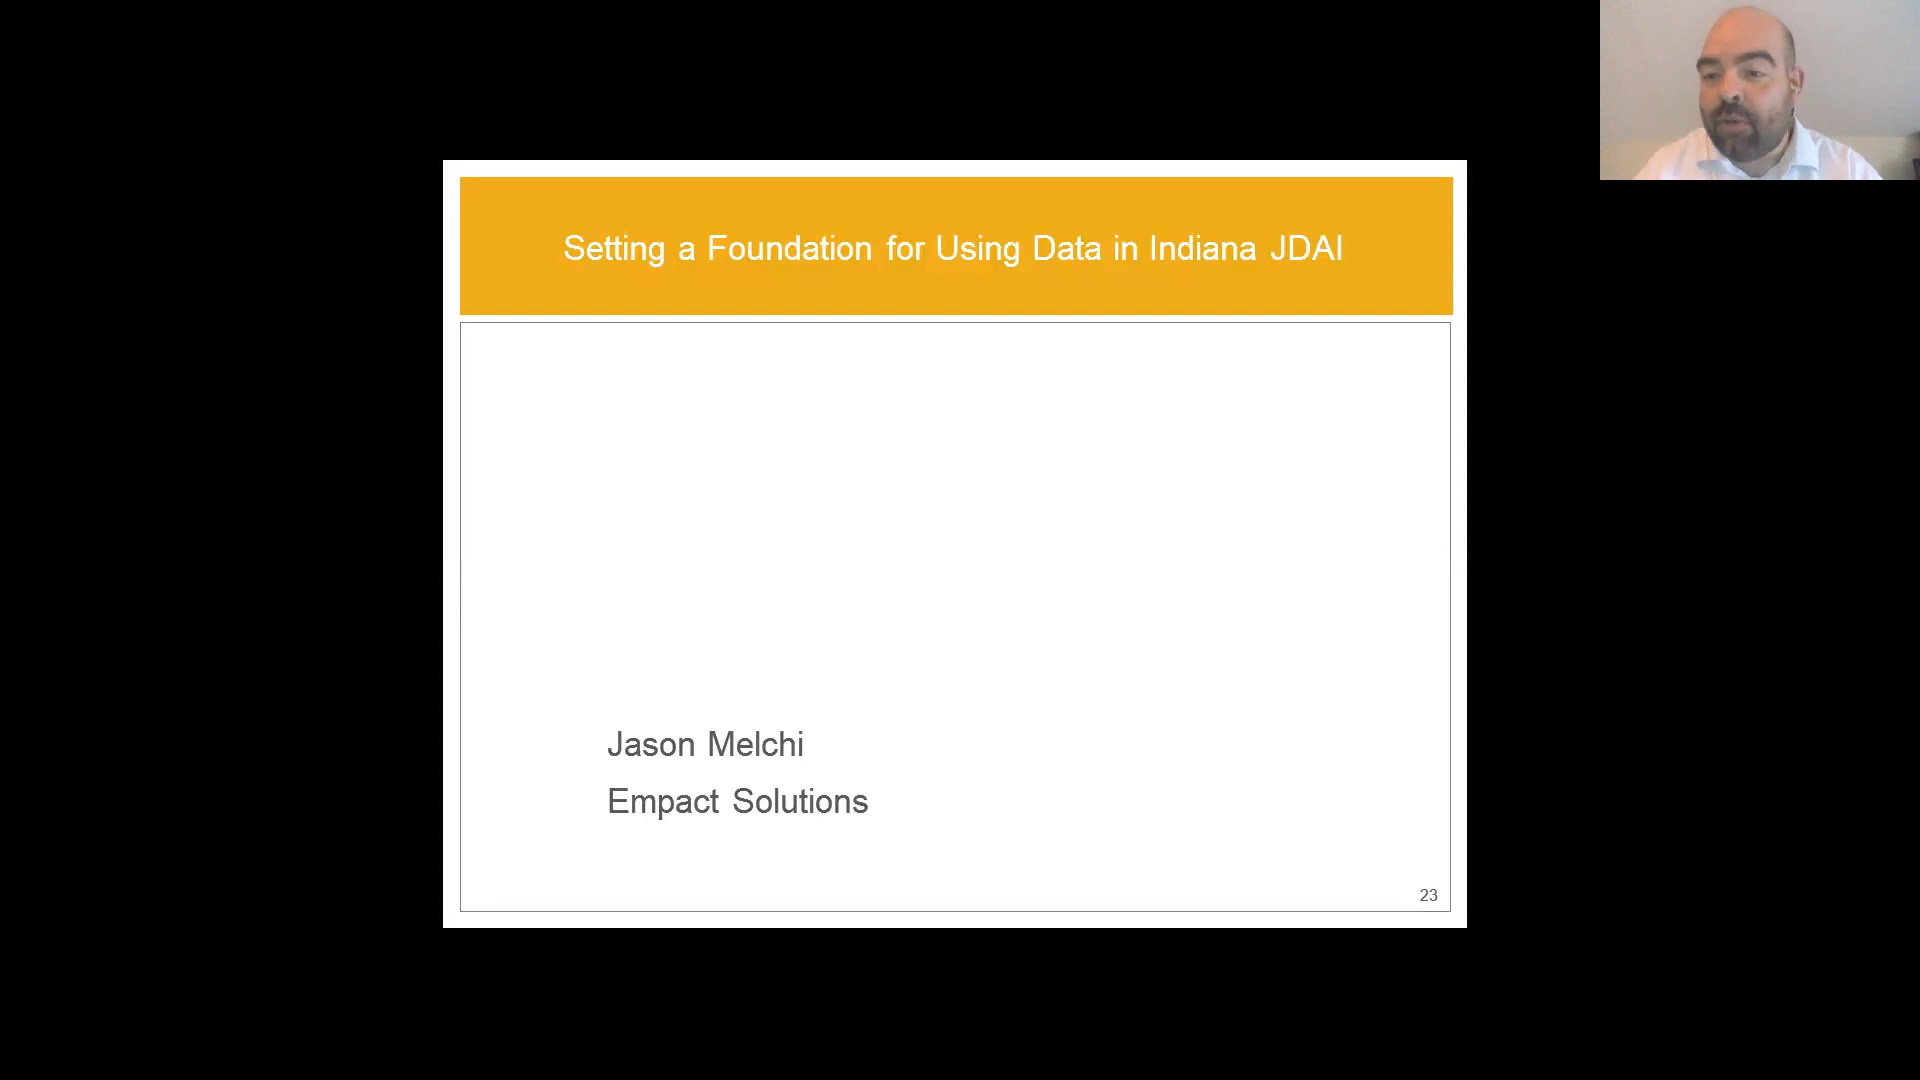 Setting a Foundation for Using Data in Indiana JDAI
Jason Melchi
Empact Solutions
23